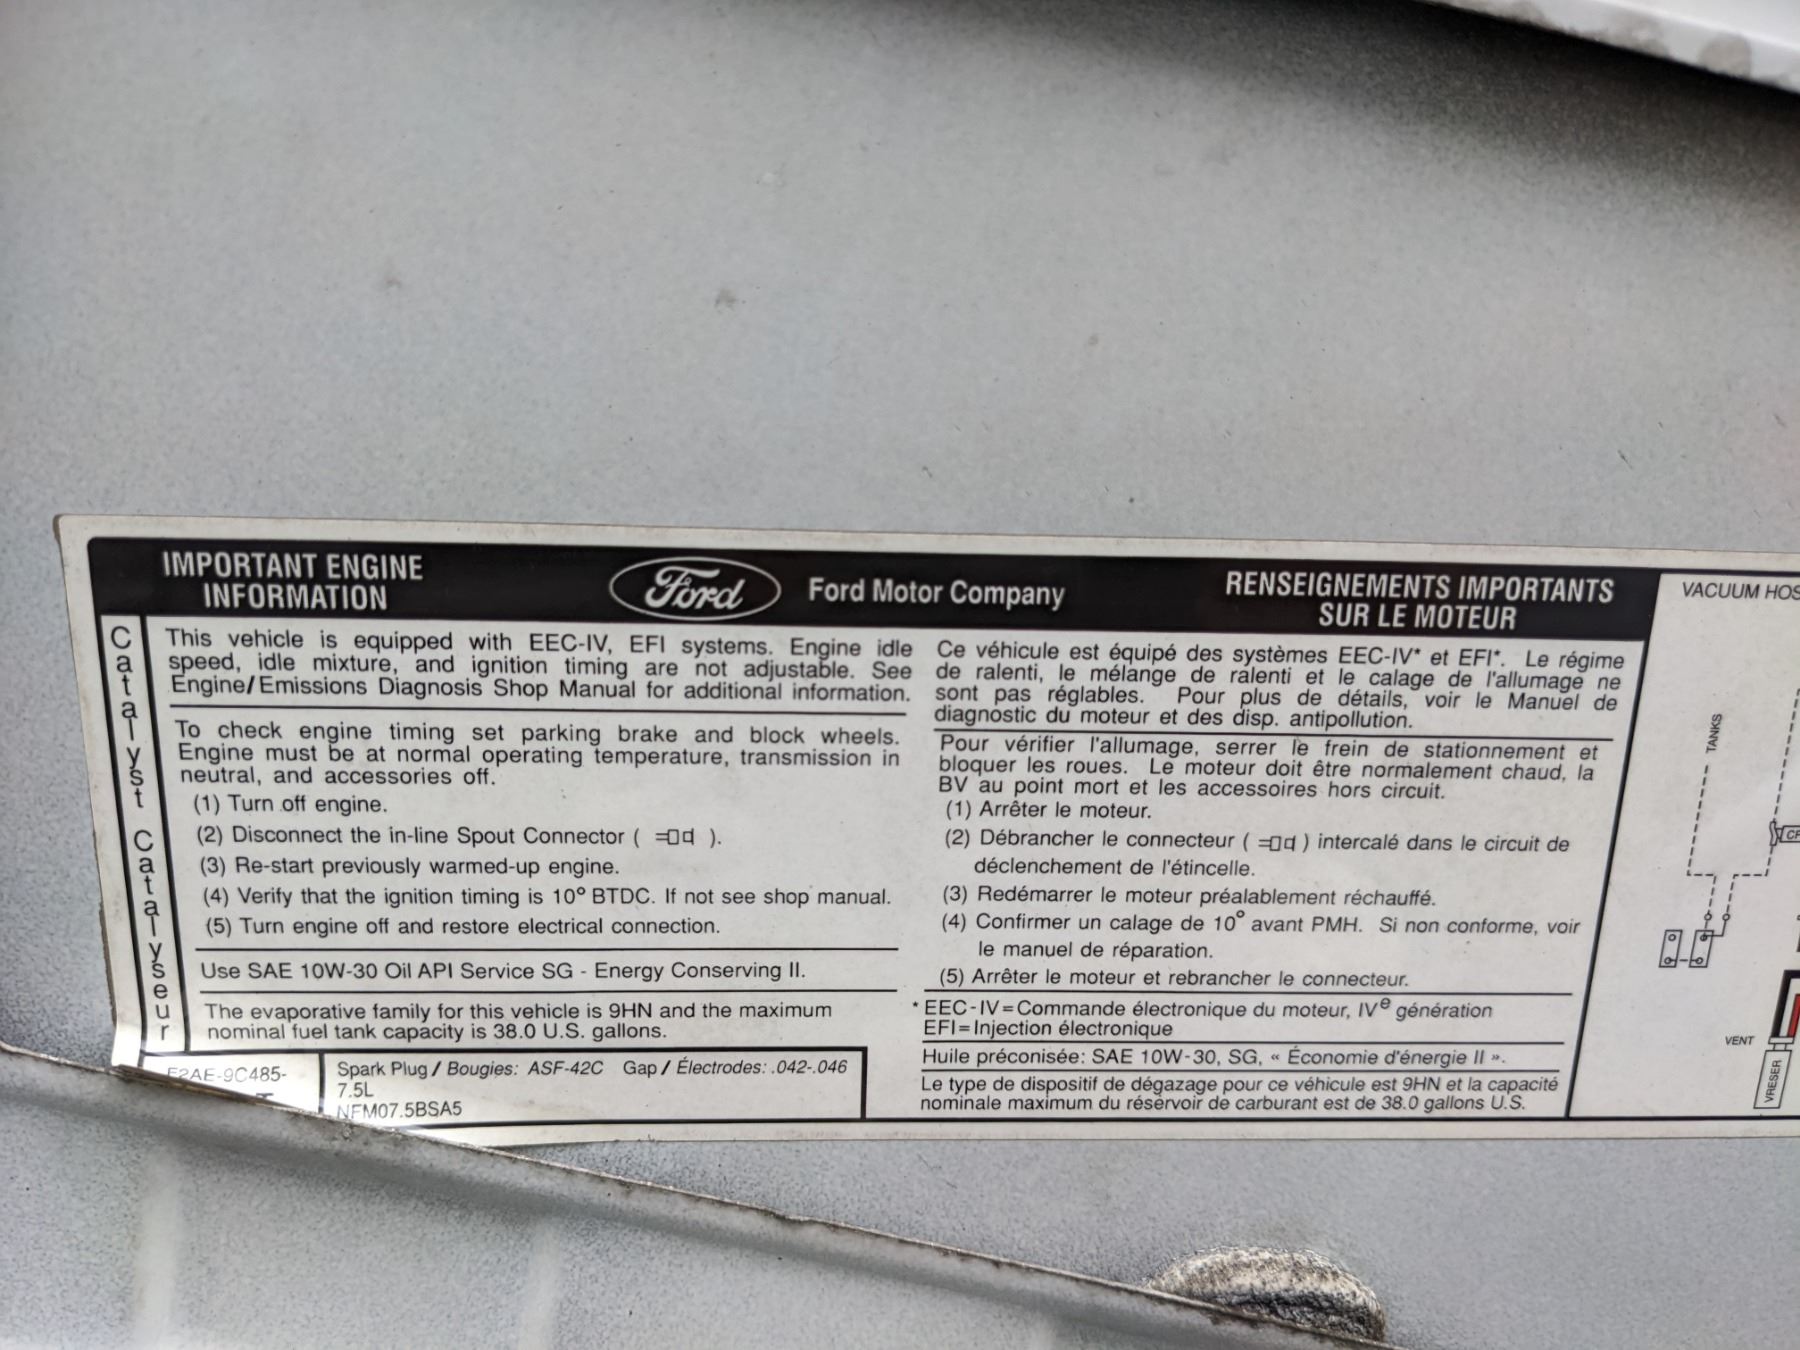 IMPORTANT ENGINE
INFORMATION
Ford
Ford Motor Company
RENSEIGNEMENTS IMPORTANTS
SUR LE MOTEUR
Catalyst Catalyseur
This vehicle is equipped with EEC-IV, EFI systems. Engine idle
speed, idle mixture, and ignition timing are not adjustable. See
Engine/Emissions Diagnosis Shop Manual for additional information.
To check engine timing set parking brake and block wheels.
Engine must be at normal operating temperature, transmission in
neutral, and accessories off.
(1) Turn off engine.
(2) Disconnect the in-line Spout Connector ( ).
(3) Re-start previously warmed-up engine.
(4) Verify that the ignition timing is 10° BTDC. If not see shop manual.
(5) Turn engine off and restore electrical connection.
Use SAE 10W-30 Oil API Service SG - Energy Conserving II.
The evaporative family for this vehicle is 9HN and the maximum
nominal fuel tank capacity is 38.0 U.S. gallons.
F2AE-9C485-
Spark Plug / Bougies: ASF-42C Gap / Électrodes: .042-.046
7.5L
NFM07.5BSA5
Ce véhicule est équipé des systèmes EEC-IV* et EFI*. Le régime
de ralenti, le mélange de ralenti et le calage de l'allumage ne
sont pas réglables. Pour plus de détails, voir le Manuel de
diagnostic du moteur et des disp. antipollution.
Pour vérifier l'allumage, serrer le frein de stationnement et
bloquer les roues. Le moteur doit être normalement chaud, la
BV au point mort et les accessoires hors circuit.
(1) Arrêter le moteur.
(2) Débrancher le connecteur ( ) intercalé dans le circuit de
déclenchement de l'étincelle.
(3) Redémarrer le moteur préalablement réchauffé.
(4) Confirmer un calage de 10° avant PMH. Si non conforme, voir
le manuel de réparation.
(5) Arrêter le moteur et rebrancher le connecteur.
* EEC-IV=Commande électronique du moteur, IVe génération
EFI=Injection électronique
Huile préconisée: SAE 10W-30, SG, « Économie d'énergie II ».
Le type de dispositif de dégazage pour ce véhicule est 9HN et la capacité
nominale maximum du réservoir de carburant est de 38.0 gallons U.S.
VACUUM HOS
TANKS
VENT
VRESER